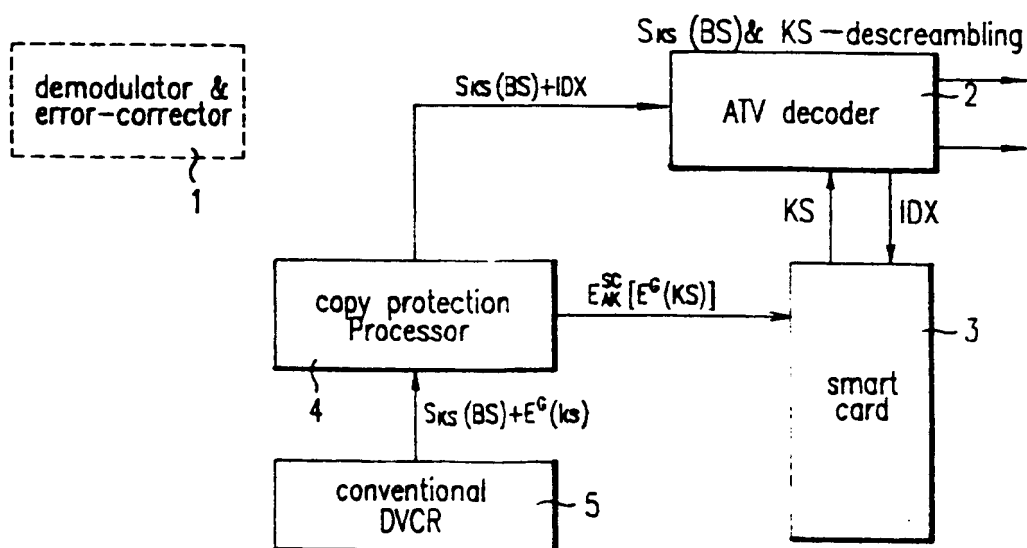 SKS (BS)& KS—descreambling
demodulator &
error-corrector
1
SKS (BS)+IDX
ATV decoder
2
KS
IDX
copy protection
Processor
4
E^SC_AK [E^G(KS)]
smart
card
3
SKS (BS)+E^G(ks)
conventional
DVCR
5